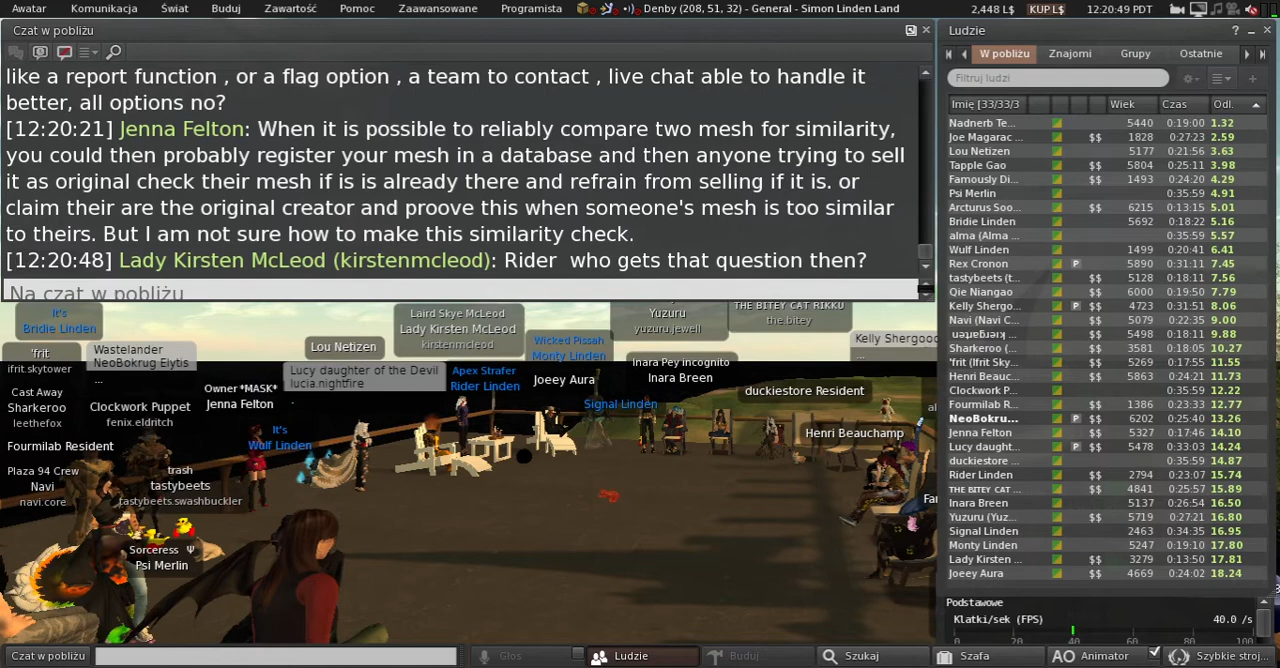 Awatar Komunikacja Świat Buduj Zawartość Pomoc Zaawansowane Programista Denby (208, 51, 32) - General - Simon Linden Land 2,448 L$ KUP L$ 12:20:49 PDT
Czat w pobliżu
like a report function , or a flag option , a team to contact , live chat able to handle it
better, all options no?
[12:20:21] Jenna Felton: When it is possible to reliably compare two mesh for similarity,
you could then probably register your mesh in a database and then anyone trying to sell
it as original check their mesh if is is already there and refrain from selling if it is. or
claim their are the original creator and proove this when someone's mesh is too similar
to theirs. But I am not sure how to make this similarity check.
[12:20:48] Lady Kirsten McLeod (kirstenmcleod): Rider who gets that question then?
Na czat w pobliżu
It's
Bridie Linden
'frit
ifrit.skytower
Wastelander
NeoBokrug Elytis
...
Cast Away
Sharkeroo
leethefox
Clockwork Puppet
fenix.eldritch
Owner *MASK*
Jenna Felton
Lou Netizen
Lucy daughter of the Devil
lucia.nightfire
Laird Skye McLeod
Lady Kirsten McLeod
kirstenmcleod
Apex Strafer
Rider Linden
Wicked Pissah
Monty Linden
Joeey Aura
Signal Linden
Yuzuru
yuzuru.jewell
Inara Pey incognito
Inara Breen
THE BITEY CAT RIKKU
the.bitey
Kelly Shergood
...
duckiestore Resident
Henri Beauchamp
It's
Wulf Linden
Fourmilab Resident
Plaza 94 Crew
Navi
navi.core
trash
tastybeets
tastybeets.swashbuckler
Sorceress Ψ
Psi Merlin
Ludzie
W pobliżu Znajomi Grupy Ostatnie
Filtruj ludzi
Imię [33/33/3 Wiek Czas Odl.
Nadnerb Te... 5440 0:19:00 1.32
Joe Magarac $$ 1828 0:27:23 2.59
Lou Netizen 5177 0:21:56 3.63
Tapple Gao $$ 5804 0:25:11 3.98
Famously Di... $$ 1493 0:24:20 4.29
Psi Merlin 0:35:59 4.91
Arcturus Soo... $$ 6215 0:13:15 5.01
Bridie Linden 5692 0:18:22 5.16
alma (Alma ... 0:35:59 5.57
Wulf Linden 1499 0:20:41 6.41
Rex Cronon P 5890 0:31:11 7.45
tastybeets (t... $$ 5128 0:18:11 7.56
Qie Niangao $$ 6000 0:19:50 7.79
Kelly Shergo... P $$ 4723 0:31:51 8.06
Navi (Navi C... $$ 5079 0:22:35 9.00
$$ 5498 0:18:11 9.88
Sharkeroo (l... $$ 3581 0:18:05 10.27
'frit (Ifrit Sky... $$ 5269 0:17:55 11.55
Henri Beauc... $$ 5863 0:24:21 11.73
Clockwork P... 0:35:59 12.22
Fourmilab R... $$ 1386 0:23:33 12.77
NeoBokru... P $$ 6202 0:25:40 13.26
Jenna Felton $$ 5327 0:17:46 14.10
Lucy daught... P $$ 5478 0:33:03 14.24
duckiestore ... 0:35:59 14.87
Rider Linden $$ 2794 0:23:07 15.74
THE BITEY CAT ... $$ 4841 0:25:57 15.89
Inara Breen 5137 0:26:54 16.50
Yuzuru (Yuz... $$ 5719 0:27:21 16.80
Signal Linden 2463 0:34:35 16.95
Monty Linden 5247 0:19:10 17.80
Lady Kirsten ... $$ 3279 0:13:50 17.81
Joeey Aura $$ 4669 0:24:02 18.24
Podstawowe
Klatki/sek (FPS) 40.0 /s
0 20 40 60 80 100
Czat w pobliżu Głos Ludzie Buduj Szukaj Szafa AO Animator Szybkie stroj...